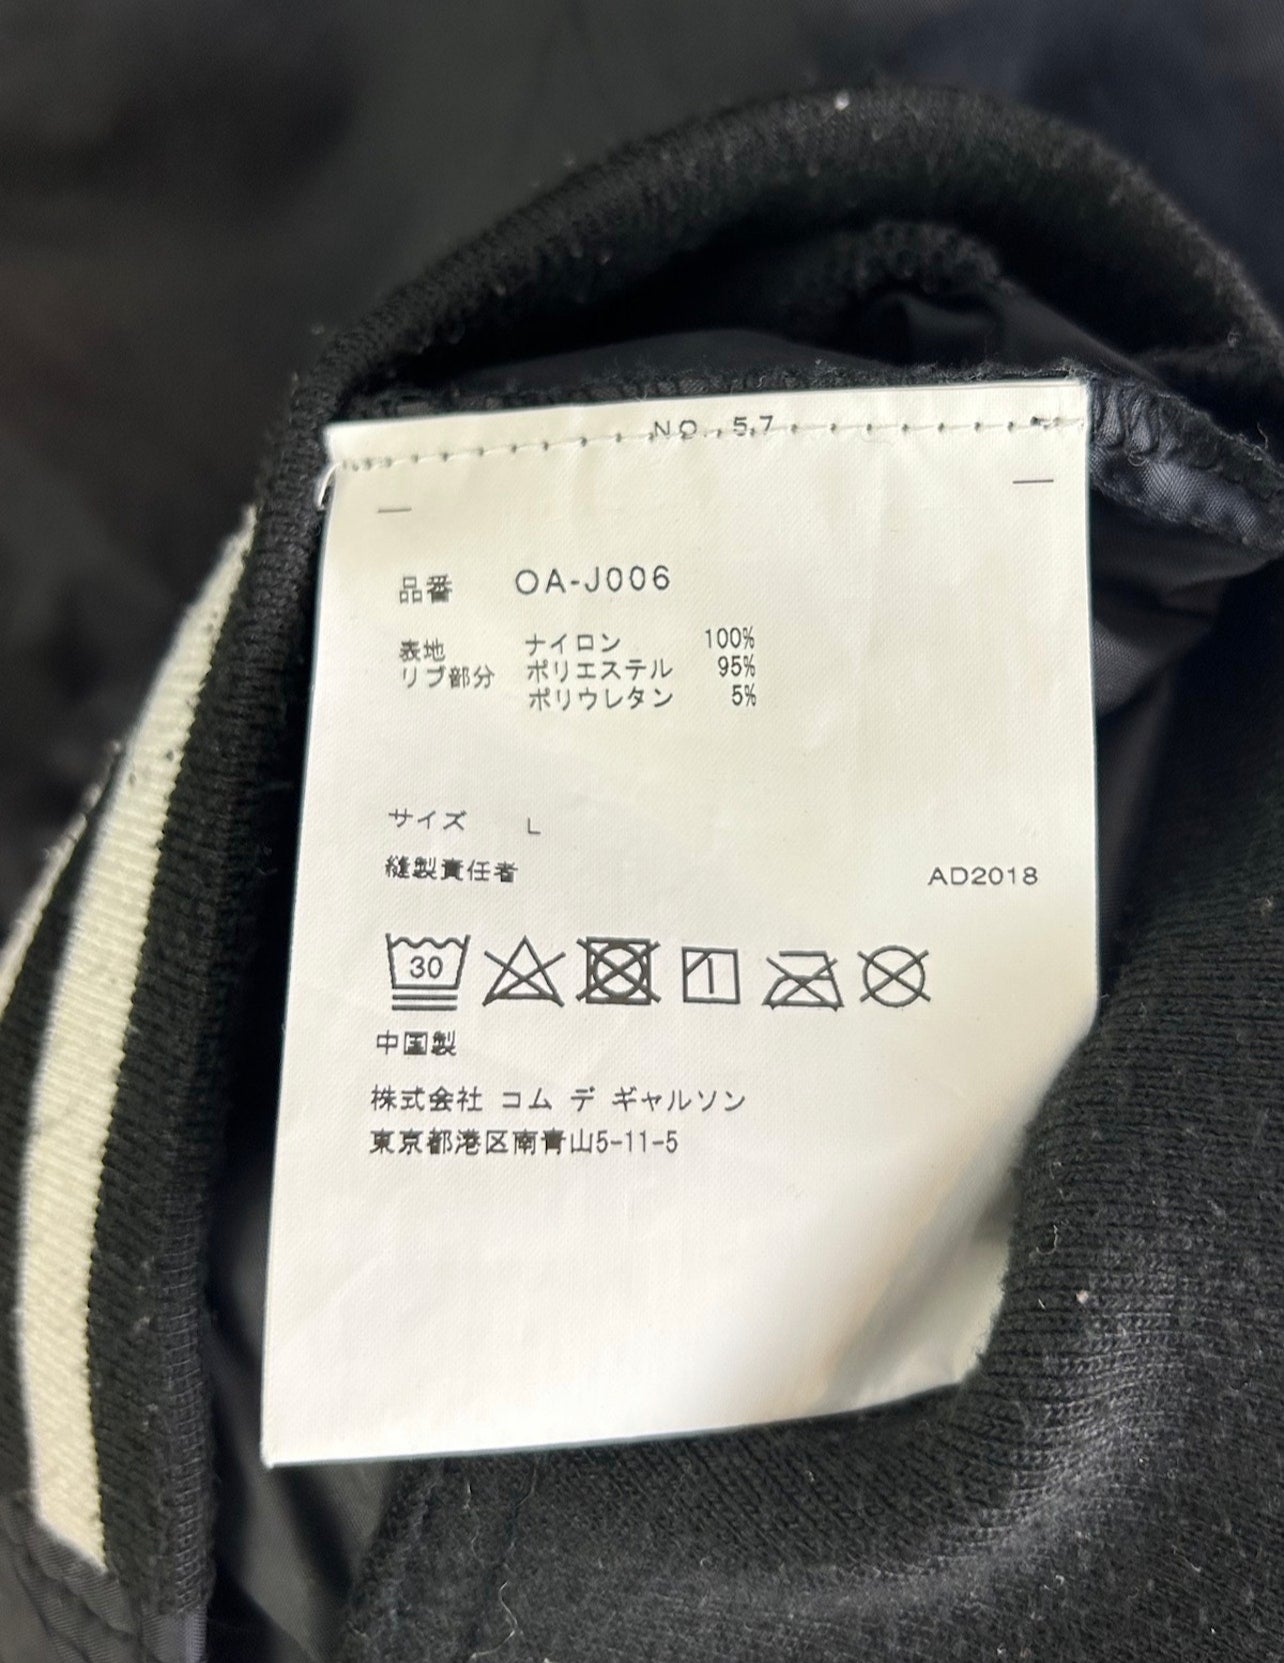 NO. 57
品番 OA-J006
表地 ナイロン 100%
リブ部分 ポリエステル 95%
ポリウレタン 5%
サイズ L
縫製責任者 AD2018
30
中国製
株式会社 コム デ ギャルソン
東京都港区南青山5-11-5